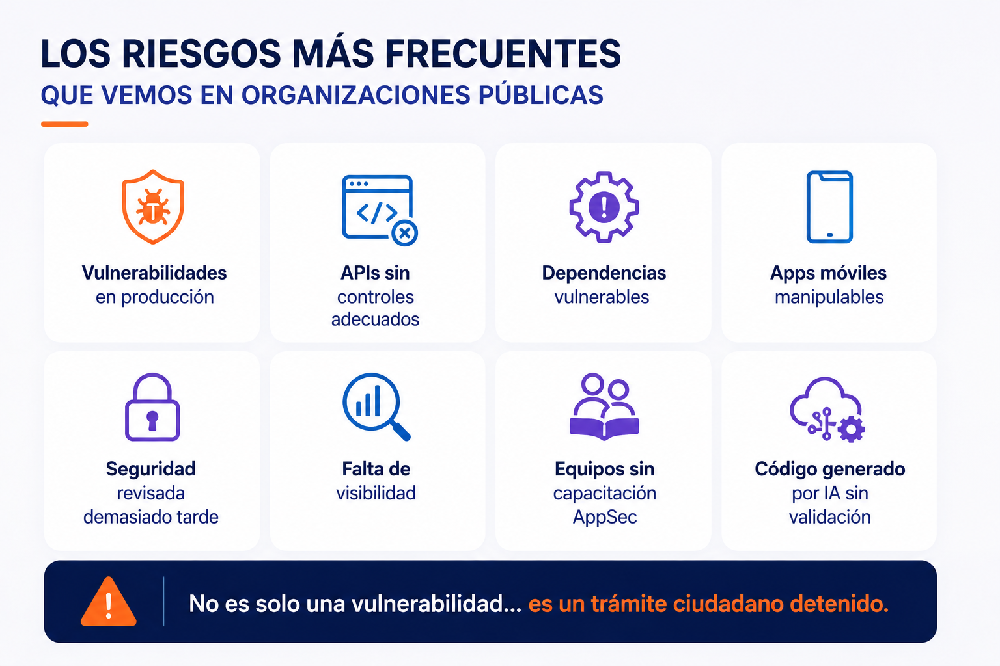 LOS RIESGOS MÁS FRECUENTES
QUE VEMOS EN ORGANIZACIONES PÚBLICAS
Vulnerabilidades
en producción
APIs sin
controles
adecuados
Dependencias
vulnerables
Apps móviles
manipulables
Seguridad
revisada
demasiado tarde
Falta de
visibilidad
Equipos sin
capacitación
AppSec
Código generado
por IA sin
validación
No es solo una vulnerabilidad... es un trámite ciudadano detenido.